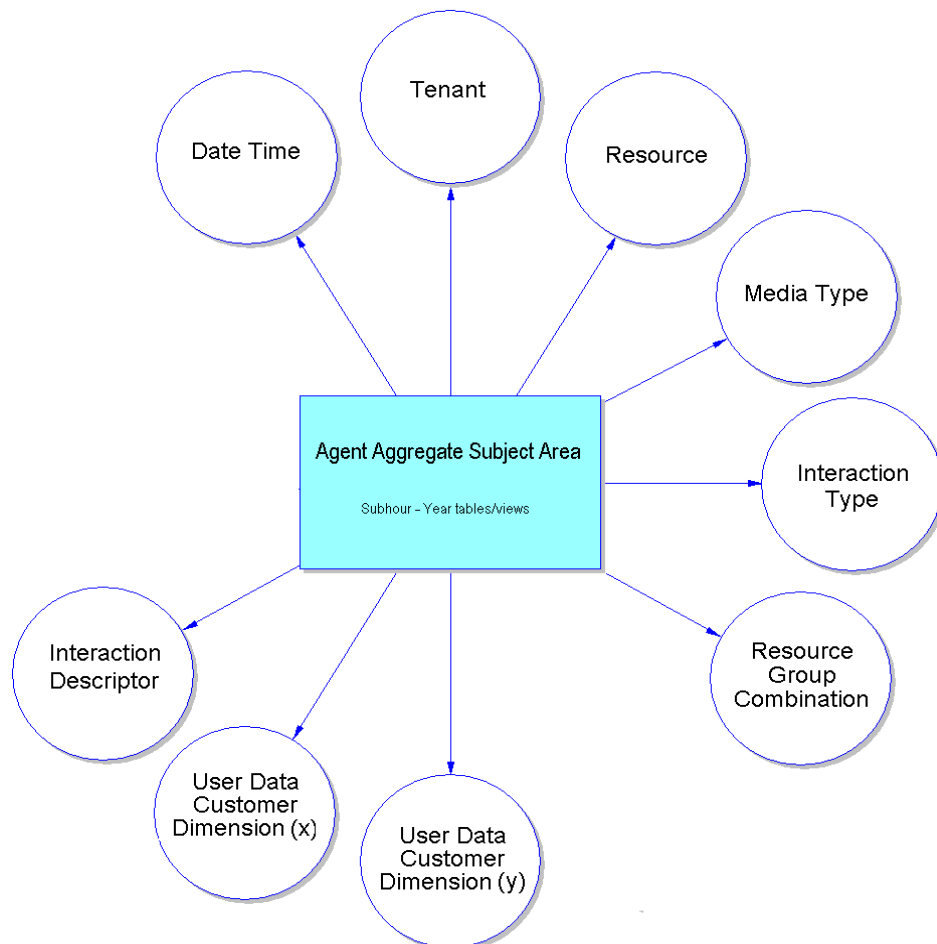 Tenant
Date Time
Resource
Media Type
Agent Aggregate Subject Area
Subhour - Year tables/views
Interaction
Type
Interaction
Descriptor
Resource
Group
Combination
User Data
Customer
Dimension (x)
User Data
Customer
Dimension (y)